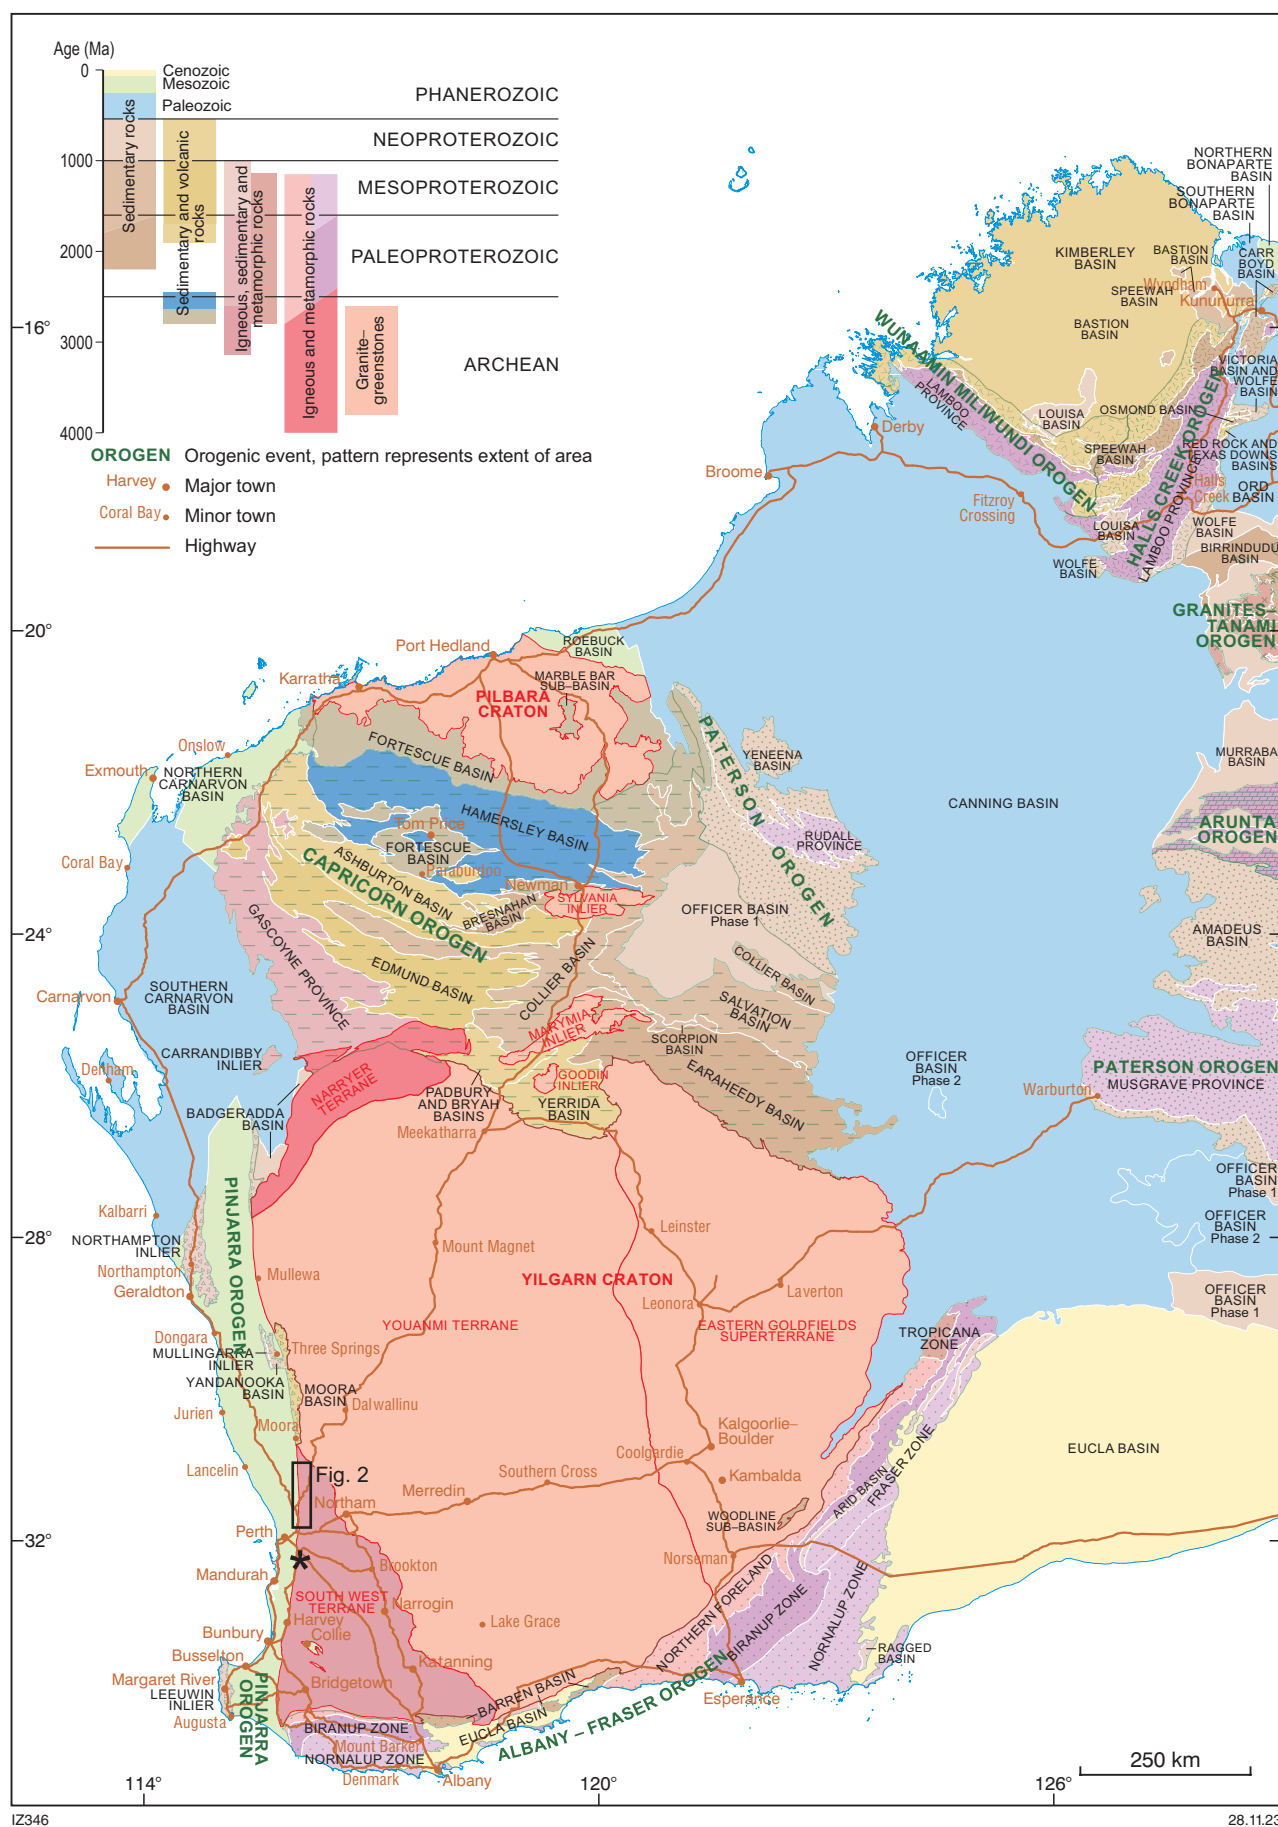 Age (Ma)
0
1000
2000
3000
4000
Cenozoic
Mesozoic
Paleozoic
Sedimentary rocks
Sedimentary and volcanic
rocks
Igneous, sedimentary and
metamorphic rocks
Igneous and metamorphic rocks
Granite–
greenstones
PHANEROZOIC
NEOPROTEROZOIC
MESOPROTEROZOIC
PALEOPROTEROZOIC
ARCHEAN
OROGEN Orogenic event, pattern represents extent of area
Harvey Major town
Coral Bay Minor town
Highway
16°
20°
24°
28°
32°
NORTHERN
BONAPARTE
BASIN
SOUTHERN
BONAPARTE
BASIN
KIMBERLEY
BASIN
BASTION
BASIN
CARR
BOYD
BASIN
Wyndham
SPEEWAH
BASIN
Kununurra
BASTION
BASIN
WUNAAMIN MILIWUNDI OROGEN
LAMBOO
PROVINCE
VICTORIA
BASIN AND
WOLFE
BASIN
LOUISA
BASIN
OSMOND BASIN
Derby
SPEEWAH
BASIN
RED ROCK AND
TEXAS DOWNS
BASINS
HALLS CREEK OROGEN
LAMBOO PROVINCE
Halls
Creek
ORD
BASIN
Broome
Fitzroy
Crossing
LOUISA
BASIN
WOLFE
BASIN
BIRRINDUDU
BASIN
WOLFE
BASIN
GRANITES–
TANAMI
OROGEN
Port Hedland
ROEBUCK
BASIN
Karratha
MARBLE BAR
SUB–BASIN
PILBARA
CRATON
FORTESCUE BASIN
PATERSON OROGEN
YENEENA
BASIN
MURRABA
BASIN
Onslow
Exmouth
NORTHERN
CARNARVON
BASIN
HAMERSLEY BASIN
CANNING BASIN
Tom Price
FORTESCUE
BASIN
Paraburdoo
RUDALL
PROVINCE
ARUNTA
OROGEN
Coral Bay
ASHBURTON BASIN
CAPRICORN OROGEN
Newman
SYLVANIA
INLIER
BRESNAHAN
BASIN
OFFICER BASIN
Phase 1
AMADEUS
BASIN
GASCOYNE PROVINCE
EDMUND BASIN
COLLIER BASIN
COLLIER BASIN
SALVATION
BASIN
Carnarvon
SOUTHERN
CARNARVON
BASIN
MARYMIA
INLIER
SCORPION
BASIN
CARRANDIBBY
INLIER
Denham
NARRYER
TERRANE
GOODIN
INLIER
EARAHEEDY BASIN
OFFICER
BASIN
Phase 2
PATERSON OROGEN
MUSGRAVE PROVINCE
Warburton
BADGERADDA
BASIN
PADBURY
AND BRYAH
BASINS
YERRIDA
BASIN
Meekatharra
OFFICER
BASIN
Phase 1
OFFICER
BASIN
Phase 2
PINJARRA OROGEN
Kalbarri
NORTHAMPTON
INLIER
Northampton
Geraldton
Mullewa
Mount Magnet
Leinster
YILGARN CRATON
Leonora
Laverton
OFFICER
BASIN
Phase 1
YOUANMI TERRANE
EASTERN GOLDFIELDS
SUPERTERRANE
TROPICANA
ZONE
Dongara
MULLINGARRA
INLIER
Three Springs
YANDANOOKA
BASIN
MOORA
BASIN
Dalwallinu
Jurien
Moora
Kalgoorlie–
Boulder
Coolgardie
Kambalda
EUCLA BASIN
Lancelin
Fig. 2
Southern Cross
Merredin
Northam
ARID BASIN
FRASER ZONE
WOODLINE
SUB–BASIN
Perth
*
Brookton
Norseman
Mandurah
SOUTH WEST
TERRANE
Narrogin
Harvey
Collie
Lake Grace
NORTHERN FORELAND
BIRANUP ZONE
NORNALUP ZONE
Bunbury
Busselton
RAGGED
BASIN
Margaret River
LEEUWIN
INLIER
Augusta
PINJARRA
OROGEN
Bridgetown
Katanning
BARREN BASIN
EUCLA BASIN
Esperance
ALBANY – FRASER OROGEN
BIRANUP ZONE
Mount Barker
NORNALUP ZONE
Denmark
Albany
250 km
114°
120°
126°
IZ346
28.11.23